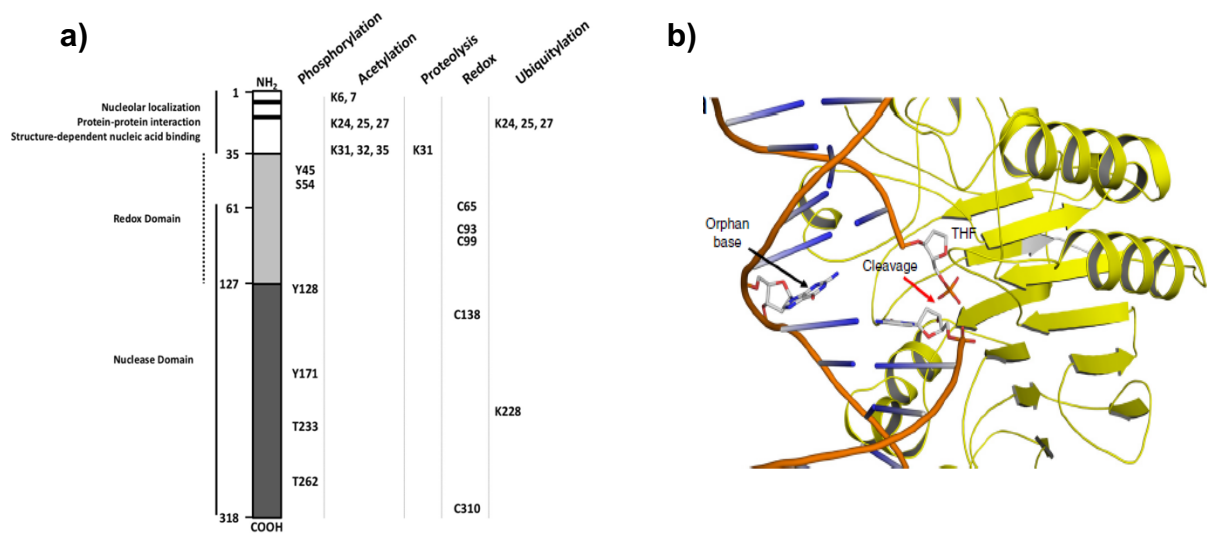 a)
Phosphorylation
Acetylation
Proteolysis
Redox
Ubiquitylation
NH2
1
K6, 7
Nucleolar localization
Protein-protein interaction
K24, 25, 27
K24, 25, 27
Structure-dependent nucleic acid binding
35
K31, 32, 35
K31
Y45
S54
61
C65
Redox Domain
C93
C99
127
Y128
C138
Nuclease Domain
Y171
K228
T233
T262
C310
318
COOH
b)
Orphan
base
THF
Cleavage